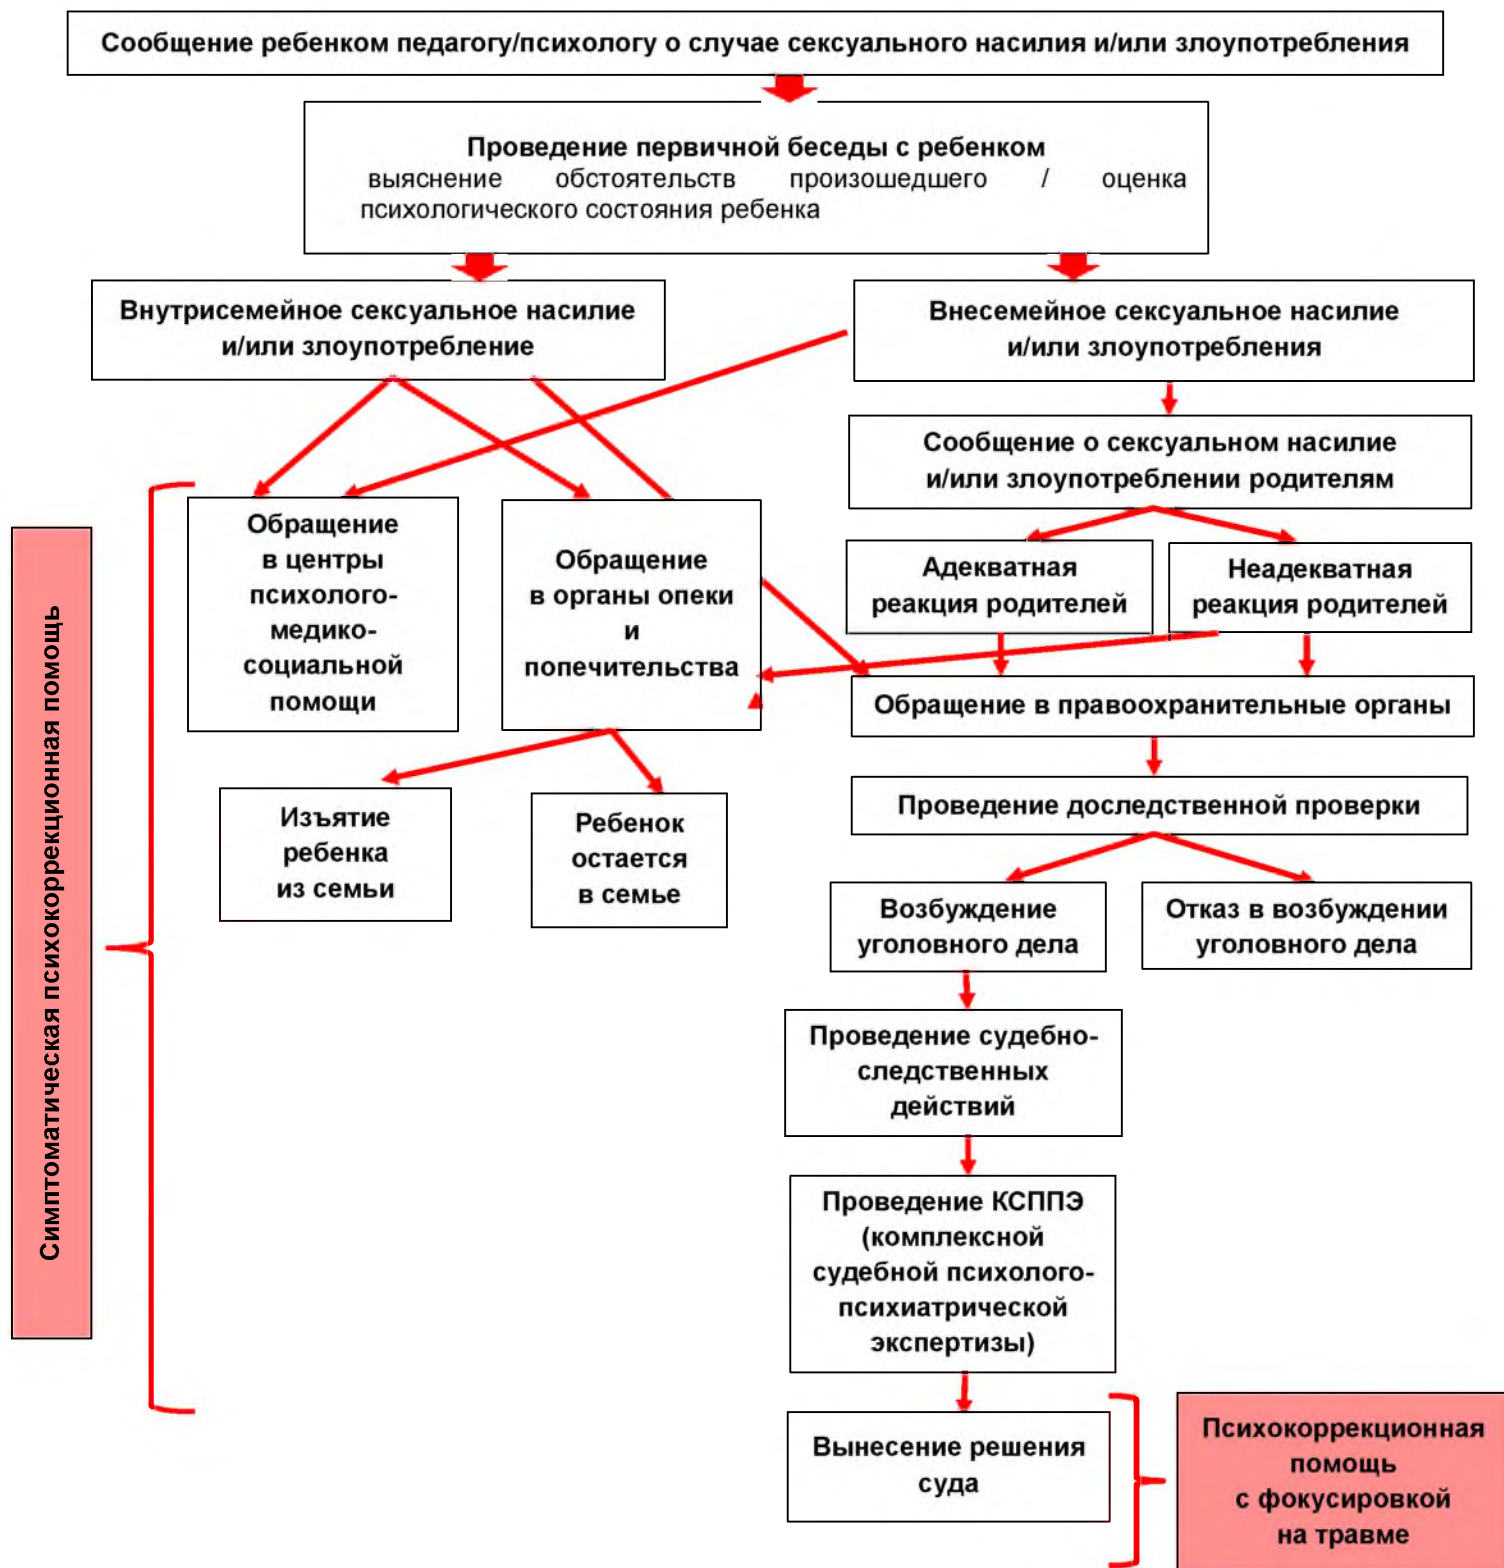 Сообщение ребенком педагогу/психологу о случае сексуального насилия и/или злоупотребления
Проведение первичной беседы с ребенком
выяснение обстоятельств произошедшего / оценка
психологического состояния ребенка
Внутрисемейное сексуальное насилие
и/или злоупотребление
Внесемейное сексуальное насилие
и/или злоупотребления
Сообщение о сексуальном насилие
и/или злоупотреблении родителям
Адекватная
реакция родителей
Неадекватная
реакция родителей
Обращение
в центры
психолого-
медико-
социальной
помощи
Обращение
в органы опеки
и
попечительства
Обращение в правоохранительные органы
Изъятие
ребенка
из семьи
Ребенок
остается
в семье
Проведение доследственной проверки
Возбуждение
уголовного дела
Отказ в возбуждении
уголовного дела
Проведение судебно-
следственных
действий
Проведение КСППЭ
(комплексной
судебной психолого-
психиатрической
экспертизы)
Вынесение решения
суда
Симптоматическая психокоррекционная помощь
Психокоррекционная
помощь
с фокусировкой
на травме